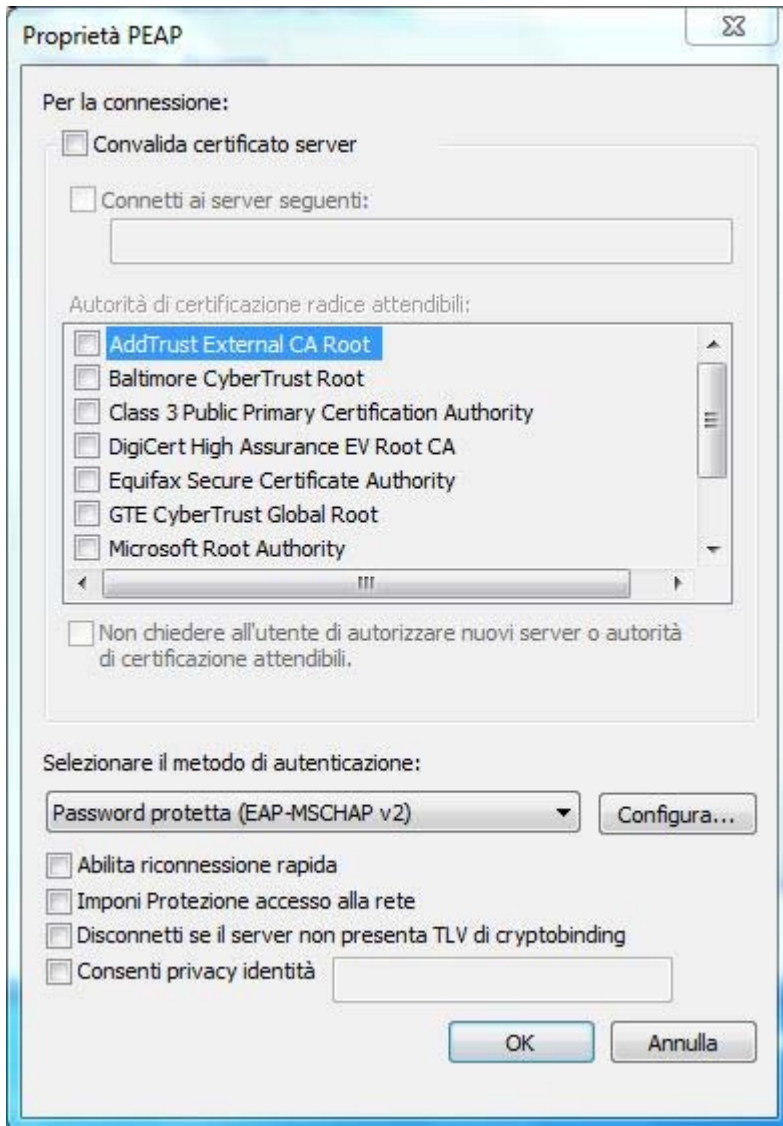 Proprietà PEAP
Per la connessione:
Convalida certificato server
Connetti ai server seguenti:
Autorità di certificazione radice attendibili:
AddTrust External CA Root
Baltimore CyberTrust Root
Class 3 Public Primary Certification Authority
DigiCert High Assurance EV Root CA
Equifax Secure Certificate Authority
GTE CyberTrust Global Root
Microsoft Root Authority
Non chiedere all'utente di autorizzare nuovi server o autorità
di certificazione attendibili.
Selezionare il metodo di autenticazione:
Password protetta (EAP-MSCHAP v2)
Configura...
Abilita riconnessione rapida
Imponi Protezione accesso alla rete
Disconnetti se il server non presenta TLV di cryptobinding
Consenti privacy identità
OK
Annulla